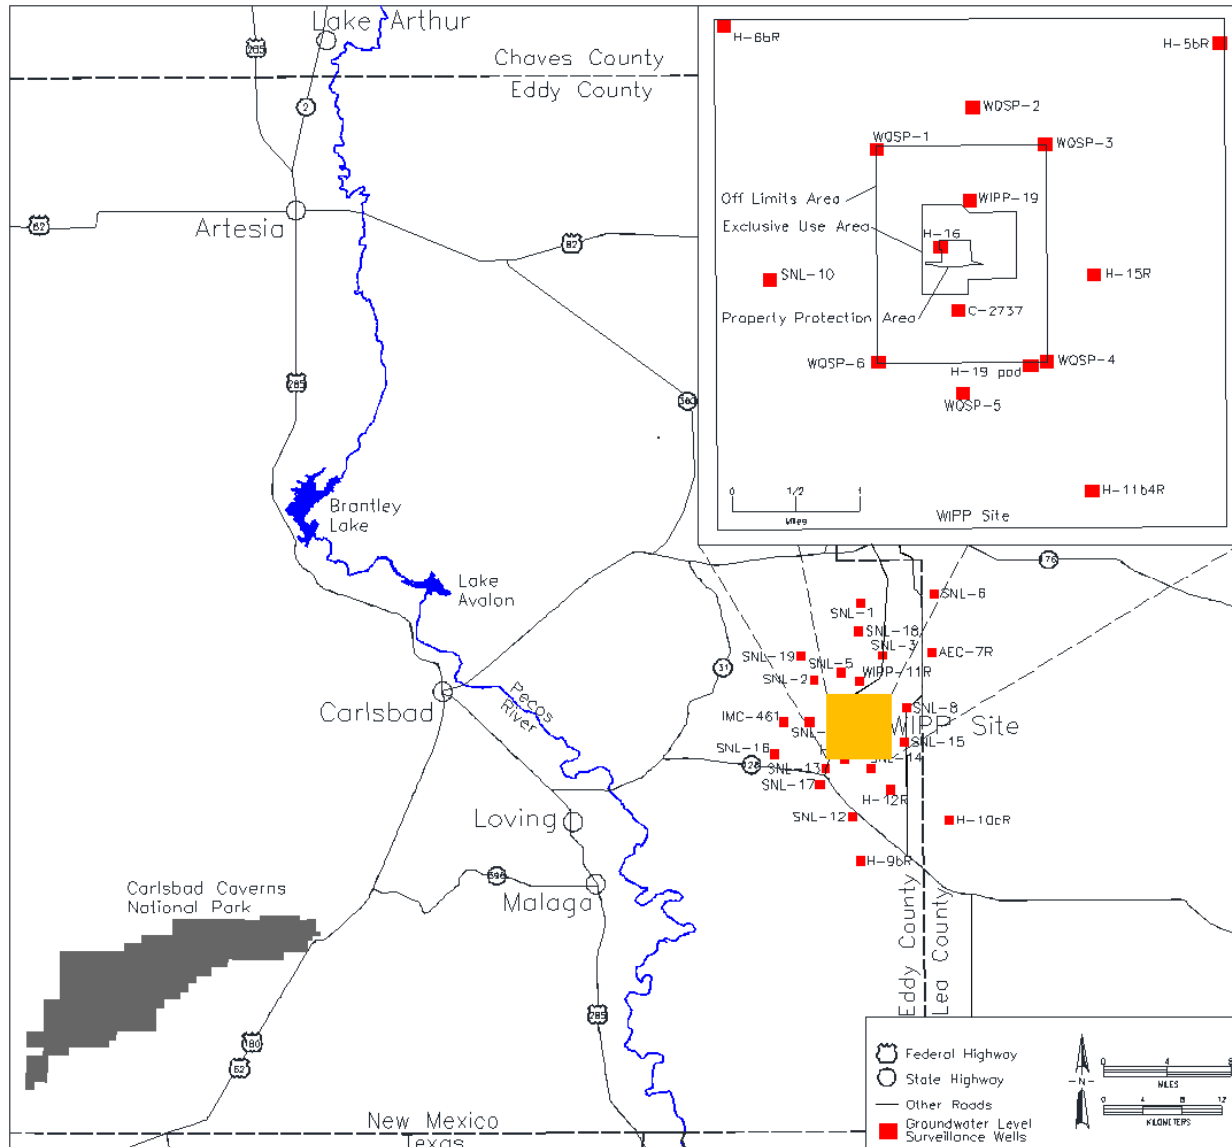 Lake Arthur
285
Chaves County
Eddy County
2
Artesia
82
82
285
360
Brantley
Lake
Lake
Avalon
Carlsbad
Pecos
River
31
Loving
Malaga
Carlsbad Caverns
National Park
285
180
62
New Mexico
Texas
H-6bR
H-5bR
WQSP-2
WQSP-1
WQSP-3
Off Limits Area
WIPP-19
Exclusive Use Area
H-16
SNL-10
H-15R
C-2737
Property Protection Area
WQSP-6
WQSP-4
H-19 pad
WQSP-5
H-11b4R
0 1/2 1
Miles
WIPP Site
176
SNL-6
SNL-1
SNL-18
SNL-3
AEC-7R
SNL-19
SNL-5
WIPP-11R
SNL-2
SNL-8
IMC-461
SNL-
WIPP Site
SNL-15
SNL-16
128
SNL-13
SNL-14
SNL-17
H-12R
SNL-12
H-10cR
H-9bR
Eddy County
Lea County
Federal Highway
State Highway
Other Roads
Groundwater Level
Surveillance Wells
-N-
0 4 8
MILES
0 4 8 12
KILOMETERS